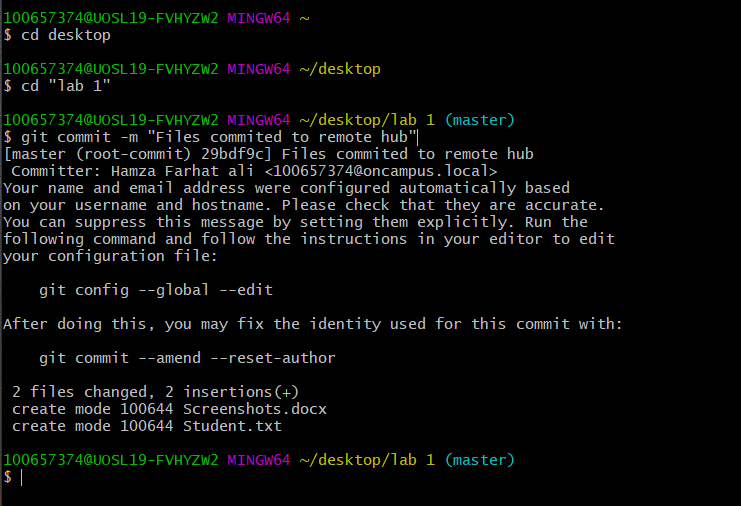 100657374@UOSL19-FVHYZW2 MINGW64 ~
$ cd desktop
100657374@UOSL19-FVHYZW2 MINGW64 ~/desktop
$ cd "lab 1"
100657374@UOSL19-FVHYZW2 MINGW64 ~/desktop/lab 1 (master)
$ git commit -m "Files commited to remote hub"
[master (root-commit) 29bdf9c] Files commited to remote hub
Committer: Hamza Farhat ali <100657374@oncampus.local>
Your name and email address were configured automatically based
on your username and hostname. Please check that they are accurate.
You can suppress this message by setting them explicitly. Run the
following command and follow the instructions in your editor to edit
your configuration file:
git config --global --edit
After doing this, you may fix the identity used for this commit with:
git commit --amend --reset-author
2 files changed, 2 insertions(+)
create mode 100644 Screenshots.docx
create mode 100644 Student.txt
100657374@UOSL19-FVHYZW2 MINGW64 ~/desktop/lab 1 (master)
$